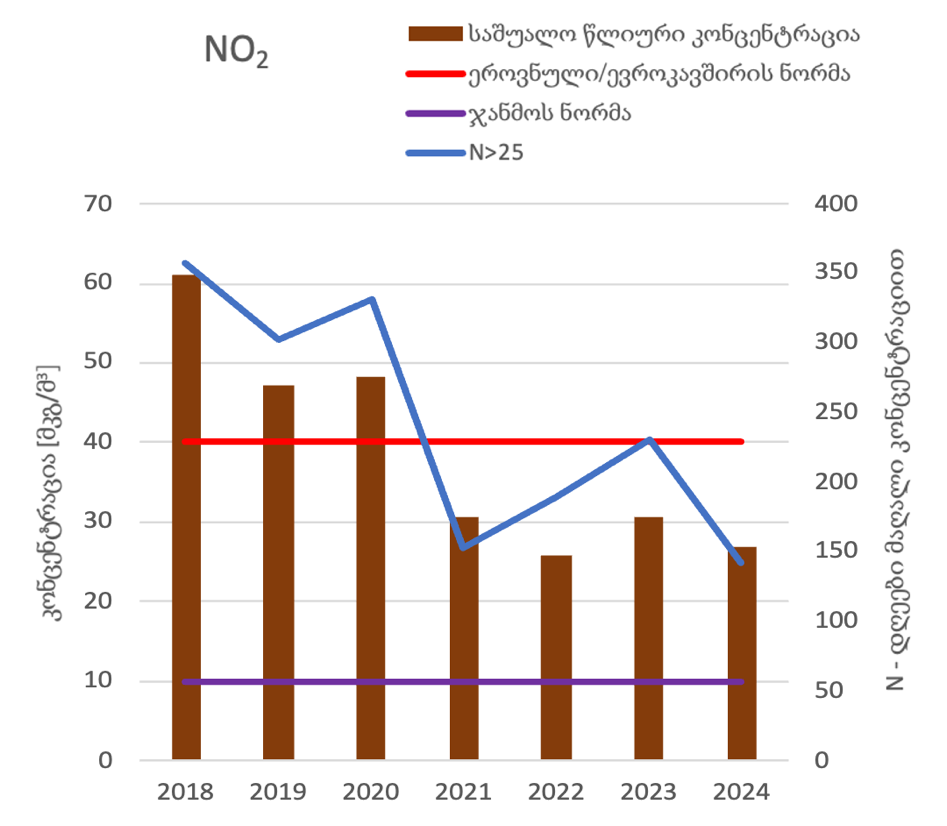 NO₂
საშუალო წლიური კონცენტრაცია
ეროვნული/ევროკავშირის ნორმა
ჯანმოს ნორმა
N>25
კონცენტრაცია [მკგ/მ³]
70
60
50
40
30
20
10
0
400
350
300
250
200
150
100
50
0
N - დღეები მაღალი კონცენტრაციით
2018 2019 2020 2021 2022 2023 2024